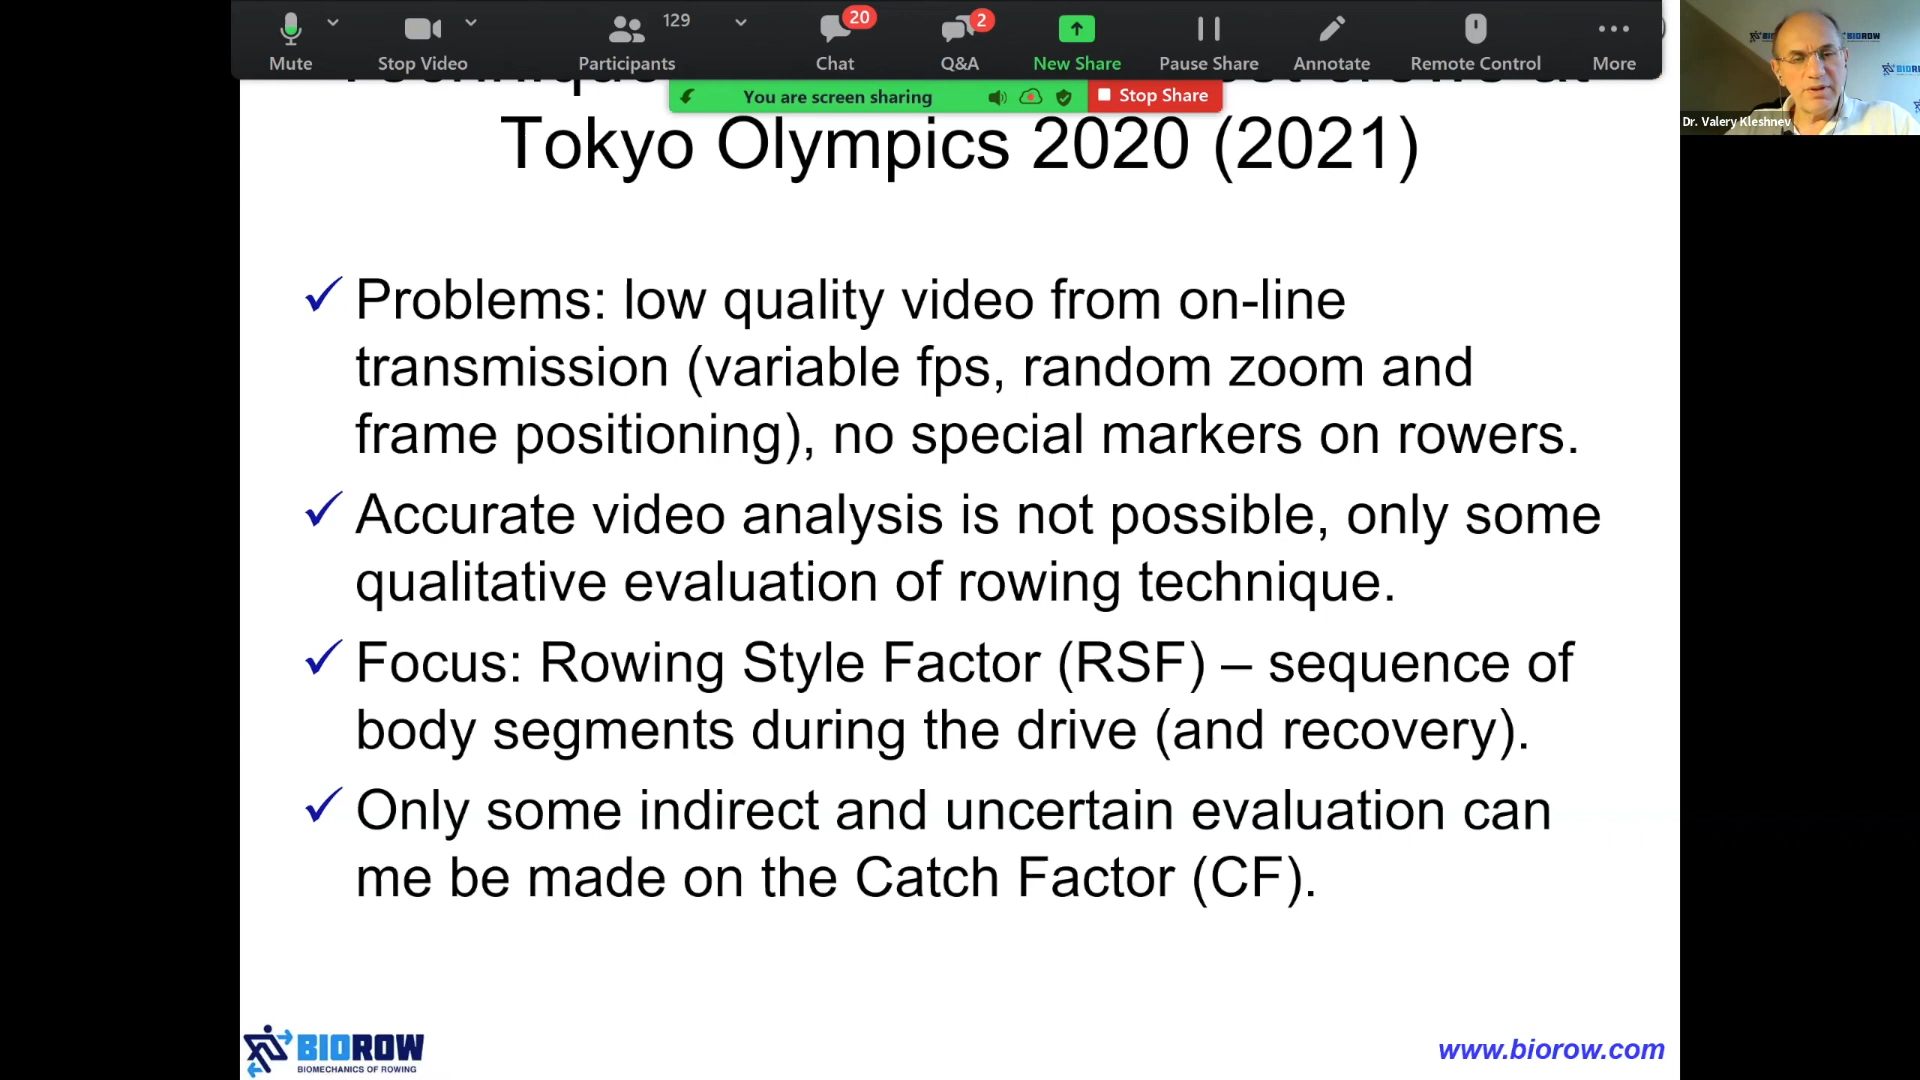 129
20
2
Mute
Stop Video
Participants
Chat
Q&A
New Share
Pause Share
Annotate
Remote Control
More
You are screen sharing
Stop Share
Dr. Valery Kleshnev
Tokyo Olympics 2020 (2021)
Problems: low quality video from on-line
transmission (variable fps, random zoom and
frame positioning), no special markers on rowers.
Accurate video analysis is not possible, only some
qualitative evaluation of rowing technique.
Focus: Rowing Style Factor (RSF) – sequence of
body segments during the drive (and recovery).
Only some indirect and uncertain evaluation can
me be made on the Catch Factor (CF).
BIOROW
BIOMECHANICS OF ROWING
www.biorow.com